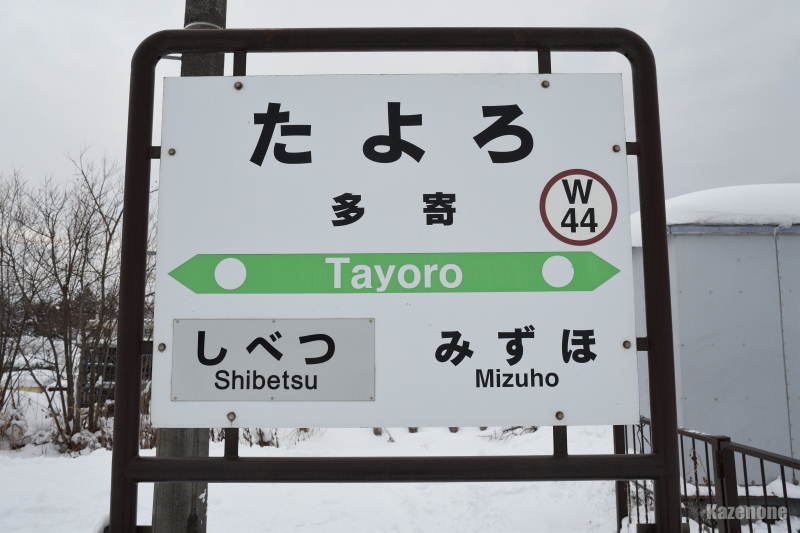 たよろ
多寄
W
44
Tayoro
しべつ
Shibetsu
みずほ
Mizuho
Kazenone